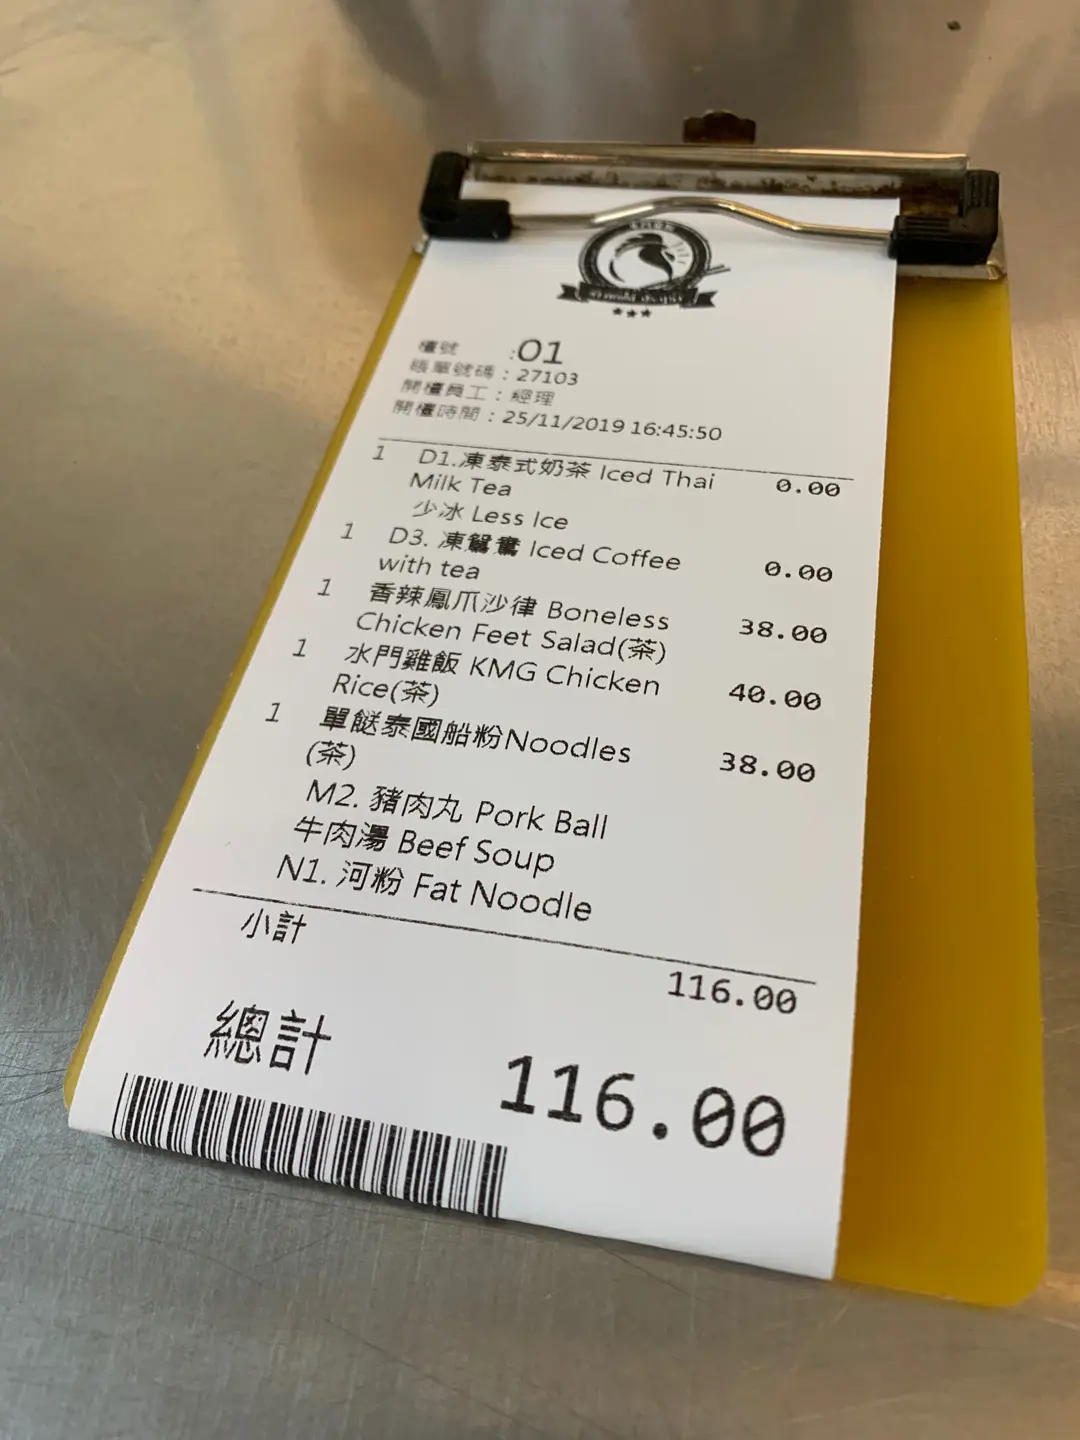 檯號 :01
賬單號碼：27103
開檯員工：經理
開檯時間：25/11/2019 16:45:50
1 D1.凍泰式奶茶 Iced Thai 0.00
Milk Tea
少冰 Less Ice
1 D3. 凍鴛鴦 Iced Coffee 0.00
with tea
1 香辣鳳爪沙律 Boneless 38.00
Chicken Feet Salad(茶)
1 水門雞飯 KMG Chicken 40.00
Rice(茶)
1 單餸泰國船粉Noodles 38.00
(茶)
M2. 豬肉丸 Pork Ball
牛肉湯 Beef Soup
N1. 河粉 Fat Noodle
小計 116.00
總計 116.00